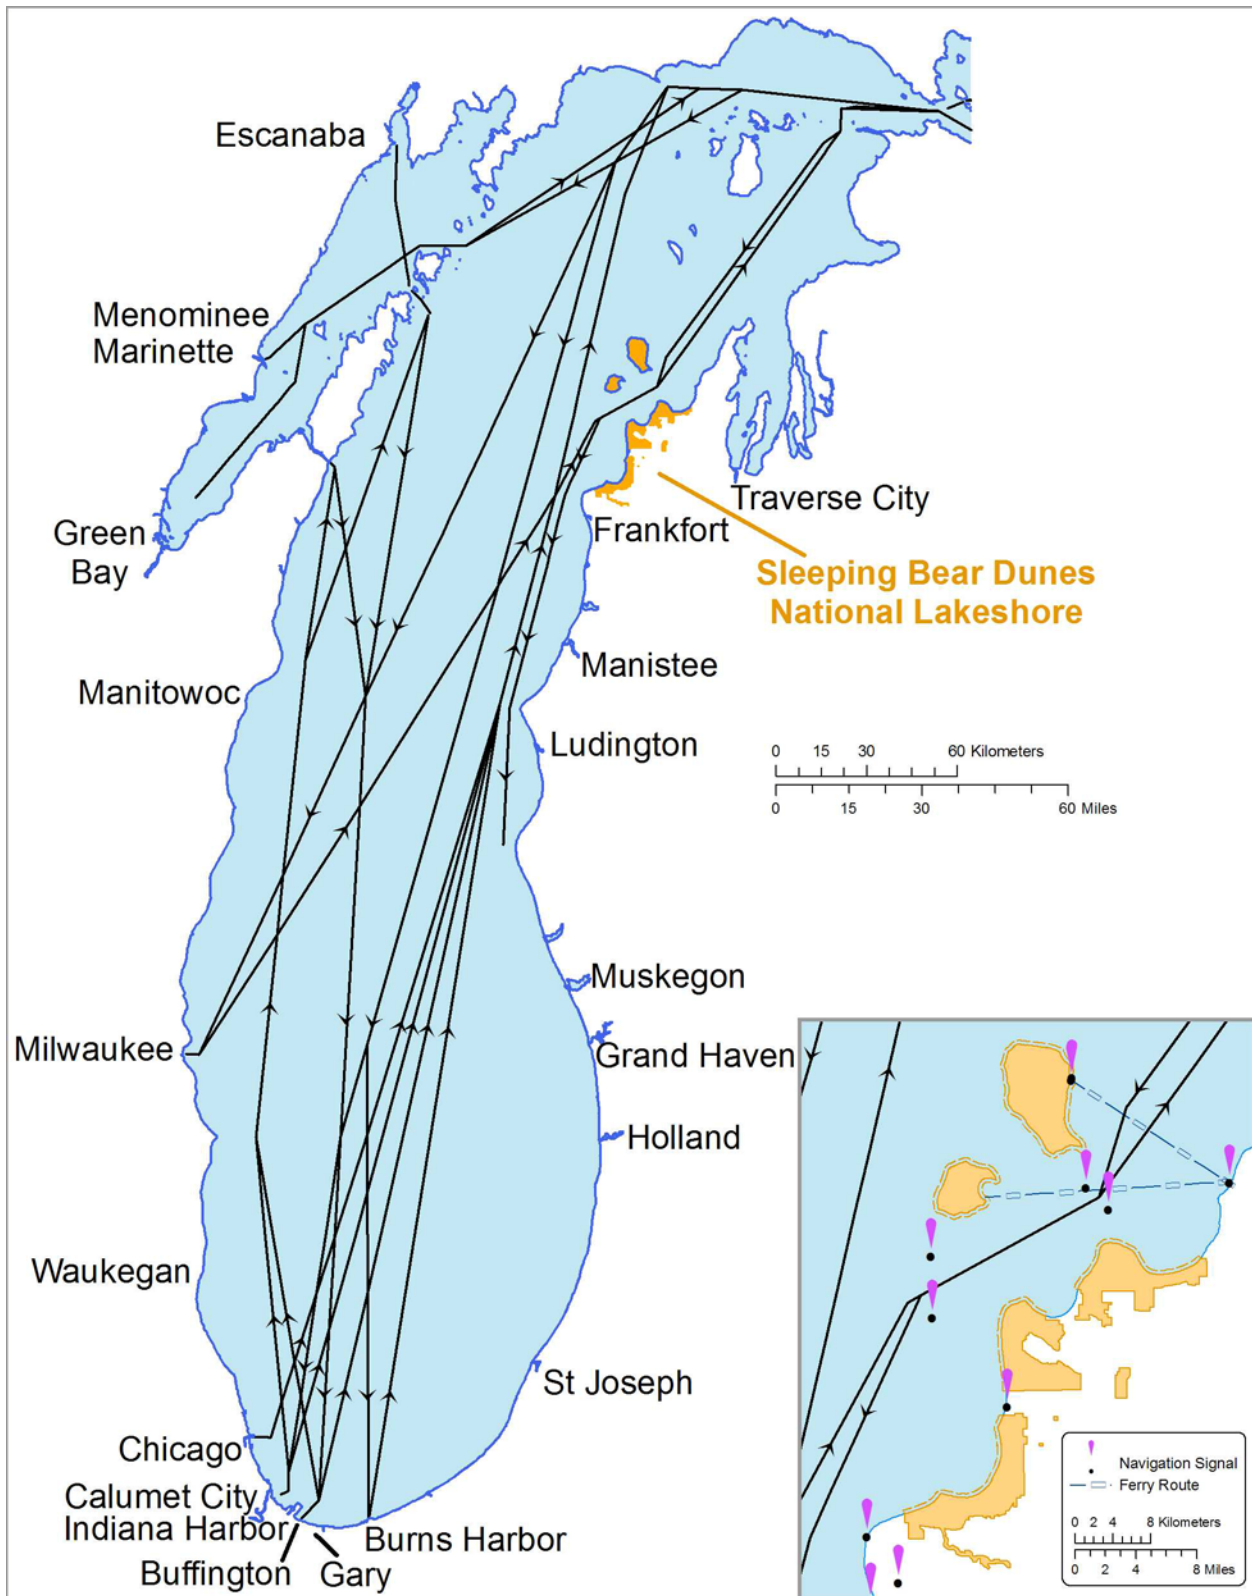 Escanaba
Menominee
Marinette
Green
Bay
Traverse City
Frankfort
Sleeping Bear Dunes
National Lakeshore
Manistee
Manitowoc
Ludington
0 15 30 60 Kilometers
0 15 30 60 Miles
Muskegon
Milwaukee
Grand Haven
Holland
Waukegan
St Joseph
Chicago
Calumet City
Indiana Harbor
Burns Harbor
Buffington
Gary
Navigation Signal
Ferry Route
0 2 4 8 Kilometers
0 2 4 8 Miles